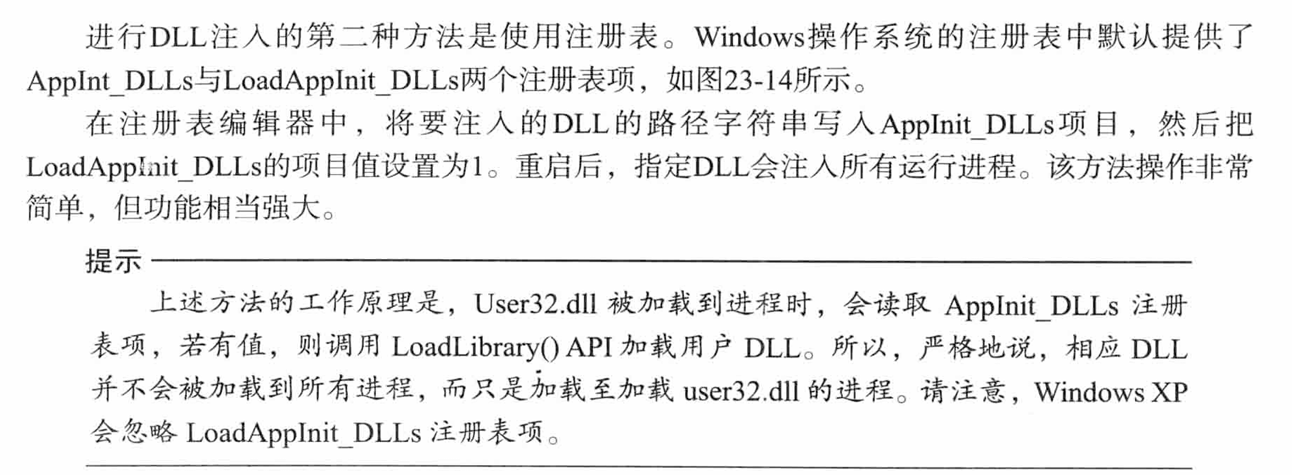 进行DLL注入的第二种方法是使用注册表。Windows操作系统的注册表中默认提供了
AppInt_DLLs与LoadAppInit_DLLs两个注册表项，如图23-14所示。
在注册表编辑器中，将要注入的DLL的路径字符串写入AppInit_DLLs项目，然后把
LoadAppInit_DLLs的项目值设置为1。重启后，指定DLL会注入所有运行进程。该方法操作非常
简单，但功能相当强大。
提示
上述方法的工作原理是，User32.dll 被加载到进程时，会读取 AppInit_DLLs 注册
表项，若有值，则调用 LoadLibrary() API 加载用户 DLL。所以，严格地说，相应 DLL
并不会被加载到所有进程，而只是加载至加载 user32.dll 的进程。请注意，Windows XP
会忽略 LoadAppInit_DLLs 注册表项。